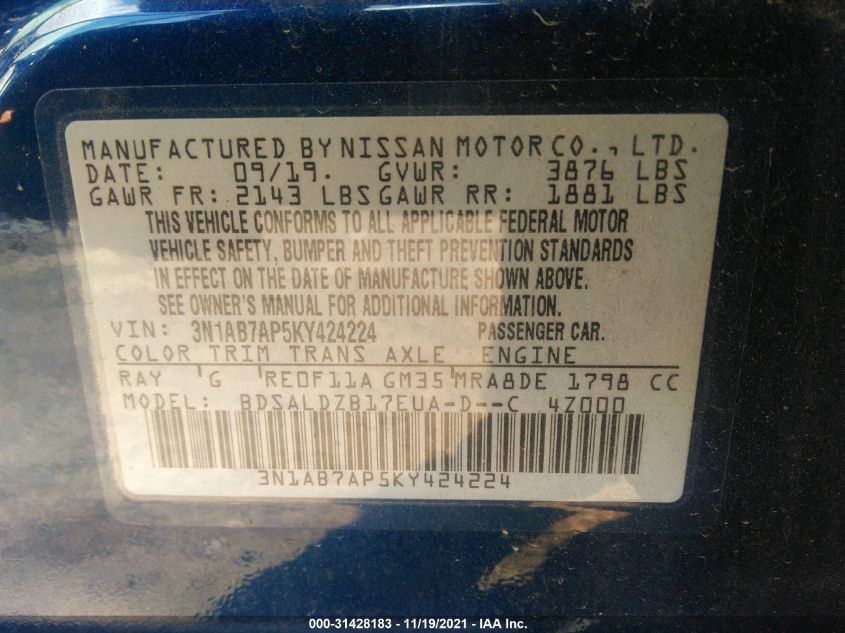 MANUFACTURED BY NISSAN MOTOR CO., LTD.
DATE: 09/19. GVWR: 3876 LBS
GAWR FR: 2143 LBS GAWR RR: 1881 LBS
THIS VEHICLE CONFORMS TO ALL APPLICABLE FEDERAL MOTOR
VEHICLE SAFETY, BUMPER AND THEFT PREVENTION STANDARDS
IN EFFECT ON THE DATE OF MANUFACTURE SHOWN ABOVE.
SEE OWNER'S MANUAL FOR ADDITIONAL INFORMATION.
VIN: 3N1AB7AP5KY424224 PASSENGER CAR.
COLOR TRIM TRANS AXLE ENGINE
RAY G RE0F11A GM35 MRA8DE 1798 CC
MODEL: BDSALDZB17EUA-D--C 4Z000
3N1AB7AP5KY424224
000-31428183 - 11/19/2021 - IAA Inc.